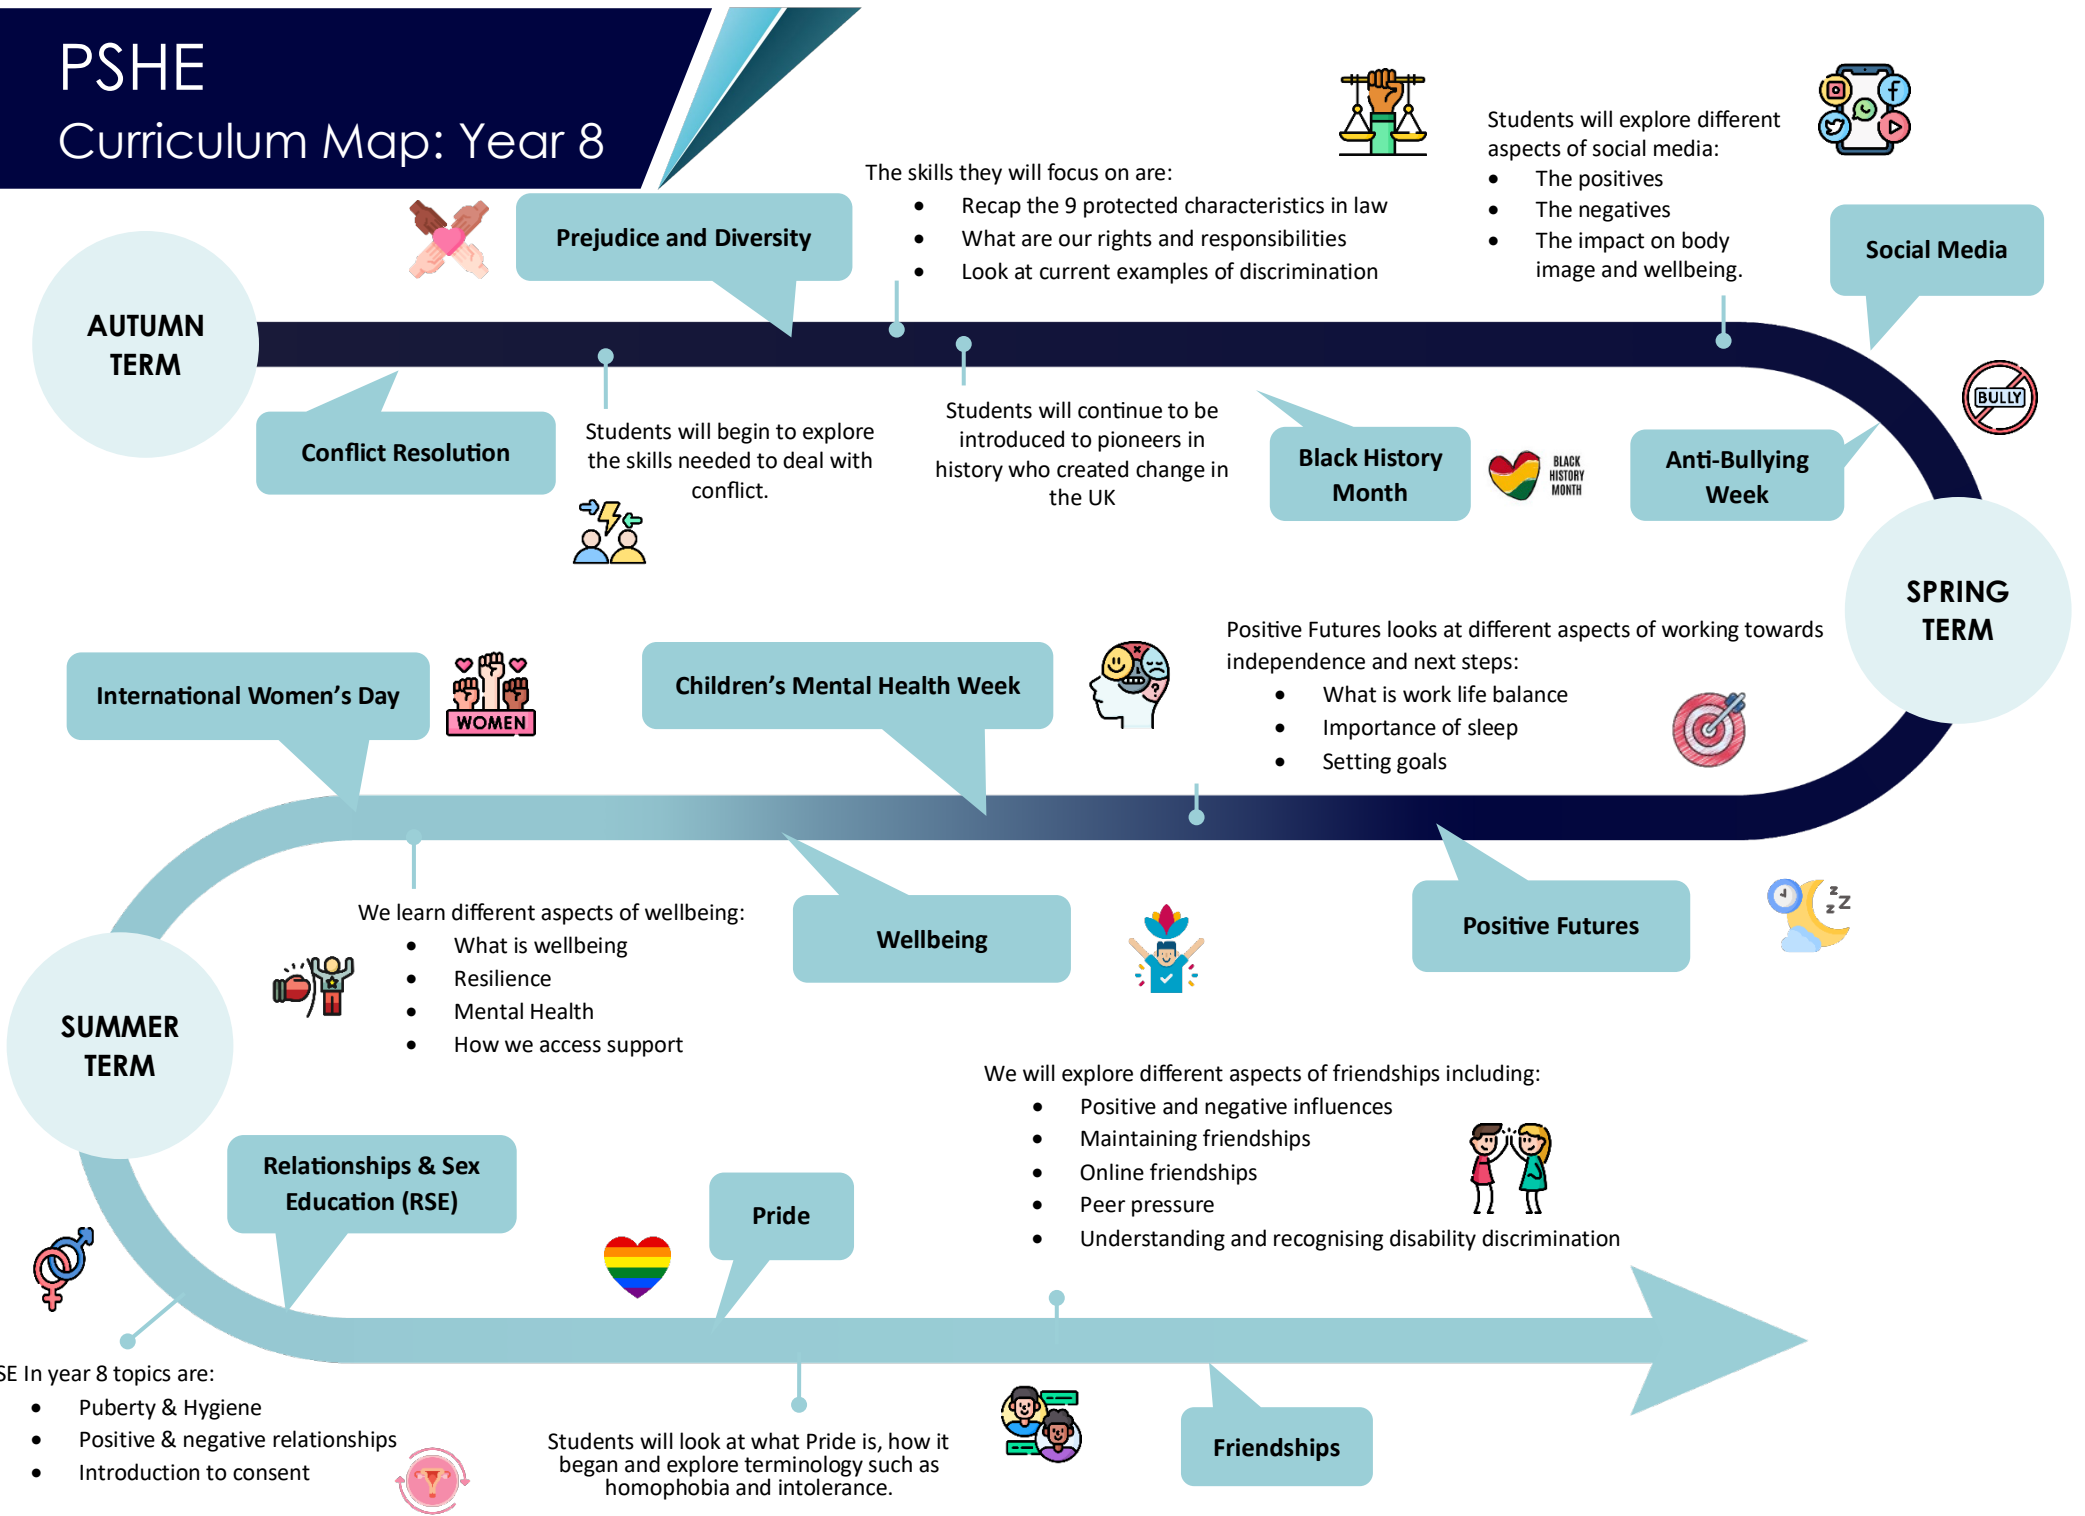 PSHE
Curriculum Map: Year 8
AUTUMN
TERM
Conflict Resolution
Students will begin to explore
the skills needed to deal with
conflict.
Prejudice and Diversity
The skills they will focus on are:
• Recap the 9 protected characteristics in law
• What are our rights and responsibilities
• Look at current examples of discrimination
Students will continue to be
introduced to pioneers in
history who created change in
the UK
Black History
Month
BLACK
HISTORY
MONTH
Students will explore different
aspects of social media:
• The positives
• The negatives
• The impact on body
image and wellbeing.
Social Media
Anti-Bullying
Week
BULLY
SPRING
TERM
Positive Futures looks at different aspects of working towards
independence and next steps:
• What is work life balance
• Importance of sleep
• Setting goals
Positive Futures
z
z Z
Children’s Mental Health Week
Wellbeing
International Women’s Day
WOMEN
We learn different aspects of wellbeing:
• What is wellbeing
• Resilience
• Mental Health
• How we access support
SUMMER
TERM
Relationships & Sex
Education (RSE)
SE In year 8 topics are:
• Puberty & Hygiene
• Positive & negative relationships
• Introduction to consent
Pride
Students will look at what Pride is, how it
began and explore terminology such as
homophobia and intolerance.
We will explore different aspects of friendships including:
• Positive and negative influences
• Maintaining friendships
• Online friendships
• Peer pressure
• Understanding and recognising disability discrimination
Friendships